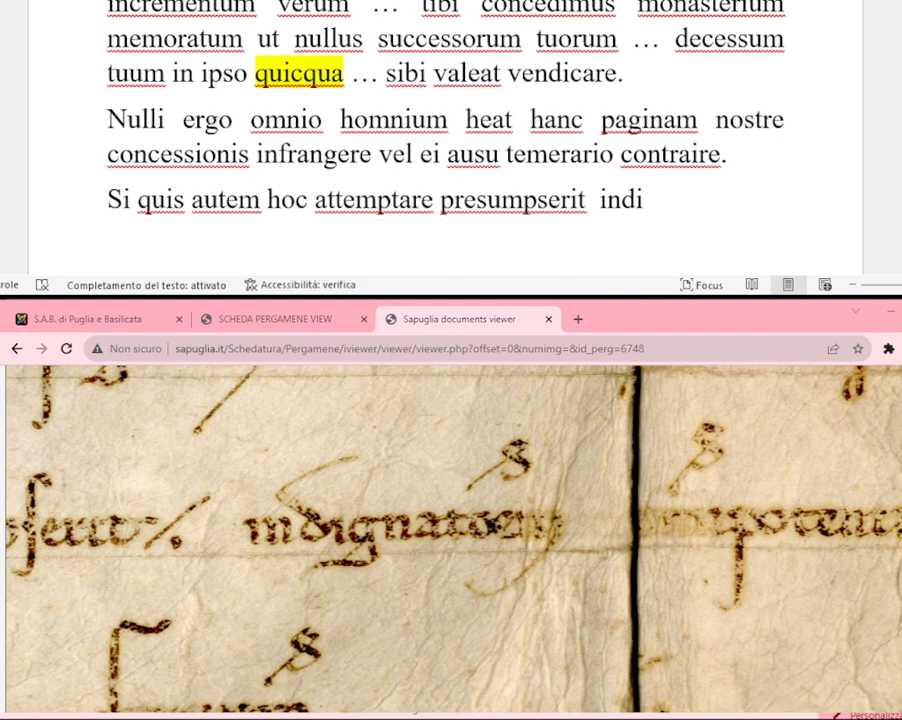 incrementum verum … tibi concedimus monasterium
memoratum ut nullus successorum tuorum … decessum
tuum in ipso quicqua … sibi valeat vendicare.
Nulli ergo omnio homnium heat hanc paginam nostre
concessionis infrangere vel ei ausu temerario contraire.
Si quis autem hoc attemptare presumpserit indi
role Completamento del testo: attivato Accessibilità: verifica Focus
S.A.B. di Puglia e Basilicata SCHEDA PERGAMENE VIEW Sapuglia documents viewer
Non sicuro sapuglia.it/Schedatura/Pergamene/iviewer/viewer/viewer.php?offset=0&numimg=&id_perg=6748
indignatoem
Personalizz